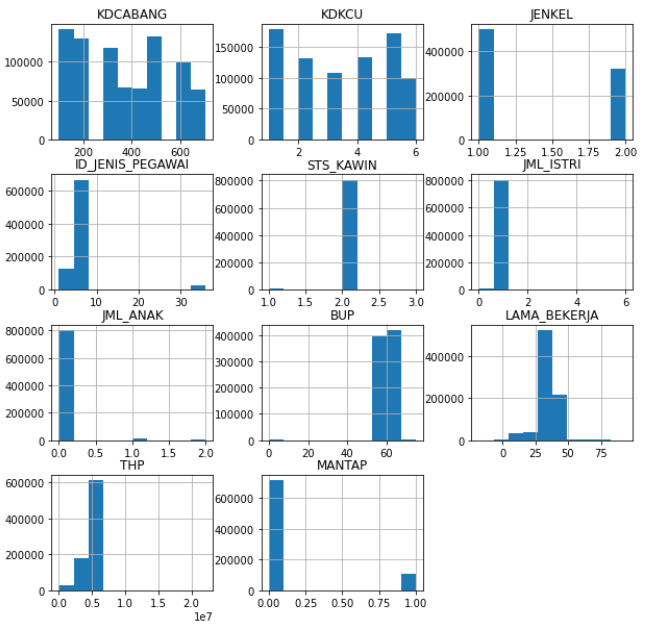 KDCABANG KDKCU JENKEL
100000 150000 400000
50000 100000 200000
50000
0 0 0
200 400 600 2 4 6 1.00 1.25 1.50 1.75 2.00
ID_JENIS_PEGAWAI STS_KAWIN JML_ISTRI
600000 800000 800000
400000 600000 600000
200000 400000 400000
200000 200000
0 0 0
0 10 20 30 1.0 1.5 2.0 2.5 3.0 0 2 4 6
JML_ANAK BUP LAMA_BEKERJA
800000 400000 400000
600000 300000
400000 200000 200000
200000 100000
0 0 0
0.0 0.5 1.0 1.5 2.0 0 20 40 60 0 25 50 75
THP MANTAP
600000 600000
400000 400000
200000 200000
0 0
0.0 0.5 1.0 1.5 2.0 0.00 0.25 0.50 0.75 1.00
1e7